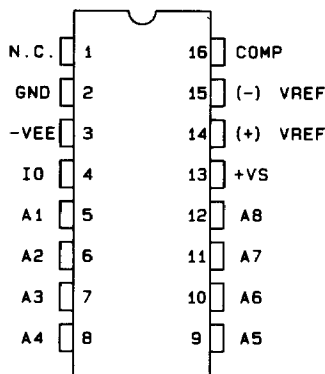 N.C. 1 16 COMP
GND 2 15 (-) VREF
-VEE 3 14 (+) VREF
IO 4 13 +VS
A1 5 12 A8
A2 6 11 A7
A3 7 10 A6
A4 8 9 A5